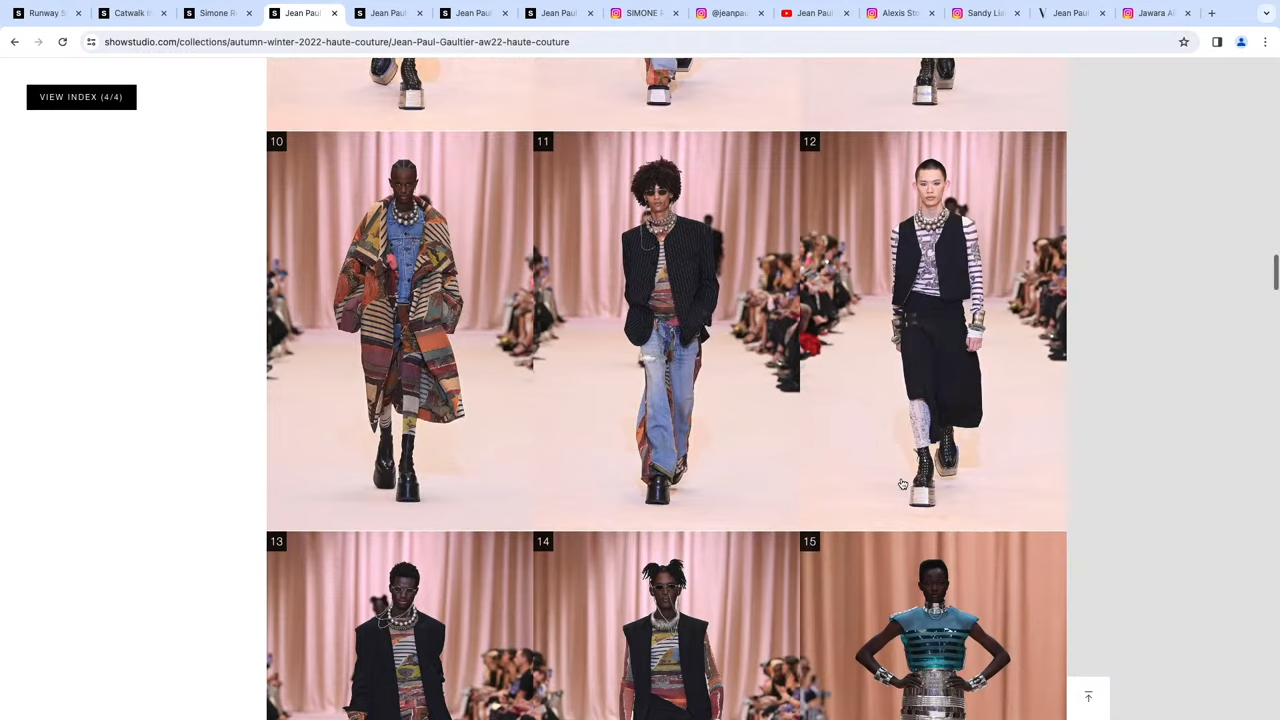 Runway S
Catwalk in
Simone R
Jean Paul
Jean Paul
Jean Paul
Jean Paul
SIMONE R
@jeanpau
Jean Paul
Alexis Sto
Sandy Lia
Jean Paul
Jawara Al
showstudio.com/collections/autumn-winter-2022-haute-couture/Jean-Paul-Gaultier-aw22-haute-couture
VIEW INDEX (4/4)
10
11
12
13
14
15